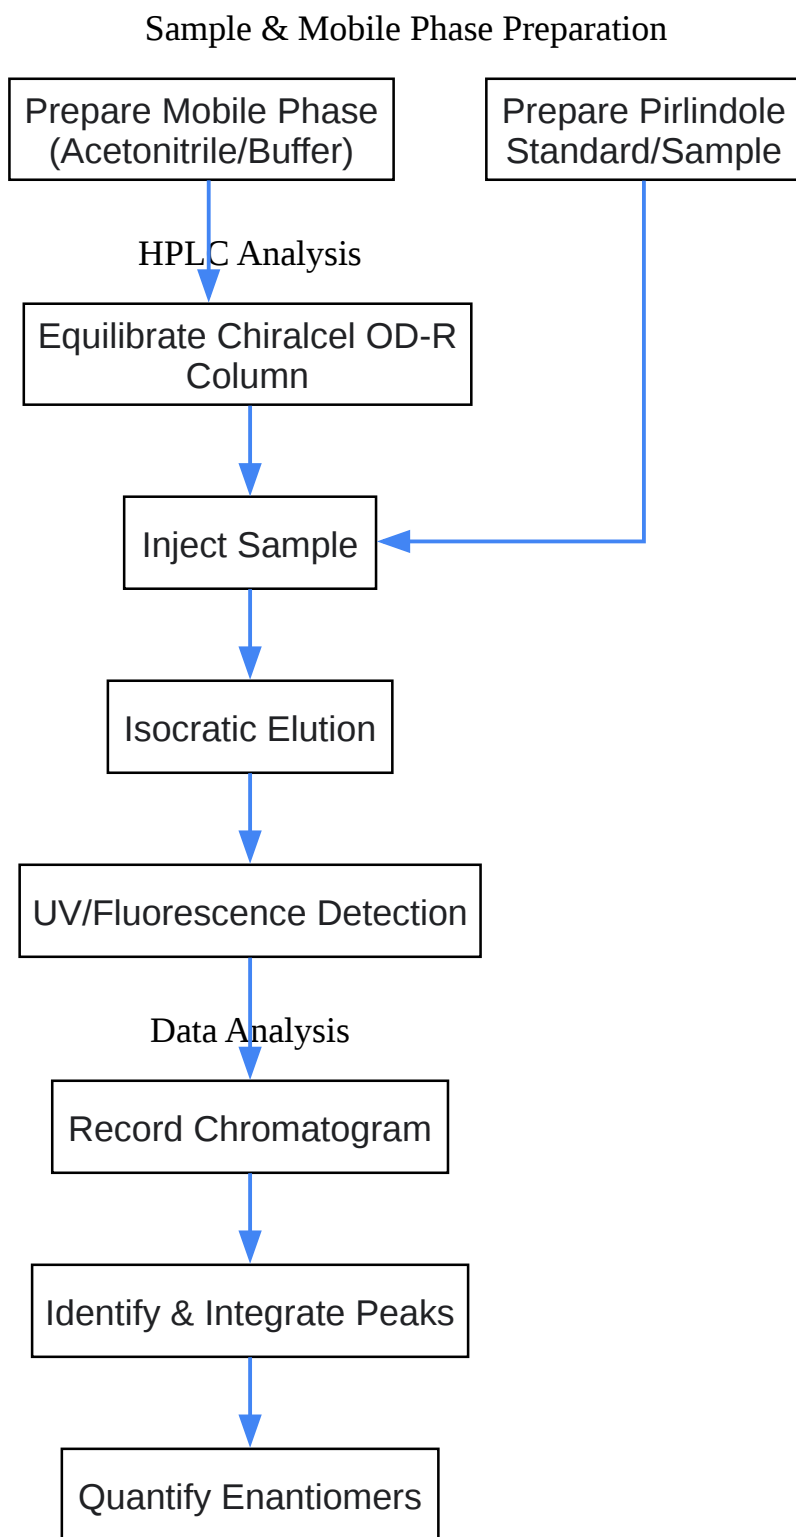 Sample & Mobile Phase Preparation
Prepare Mobile Phase
(Acetonitrile/Buffer)
Prepare Pirlindole
Standard/Sample
HPLC Analysis
Equilibrate Chiralcel OD-R
Column
Inject Sample
Isocratic Elution
UV/Fluorescence Detection
Data Analysis
Record Chromatogram
Identify & Integrate Peaks
Quantify Enantiomers